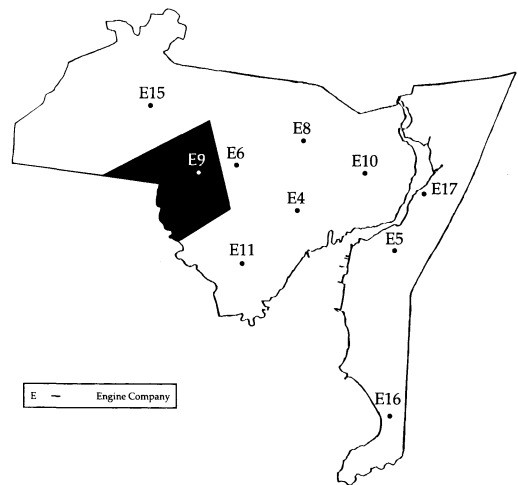 E15
E8
E9
E6
E10
E17
E4
E5
E11
E — Engine Company
E16